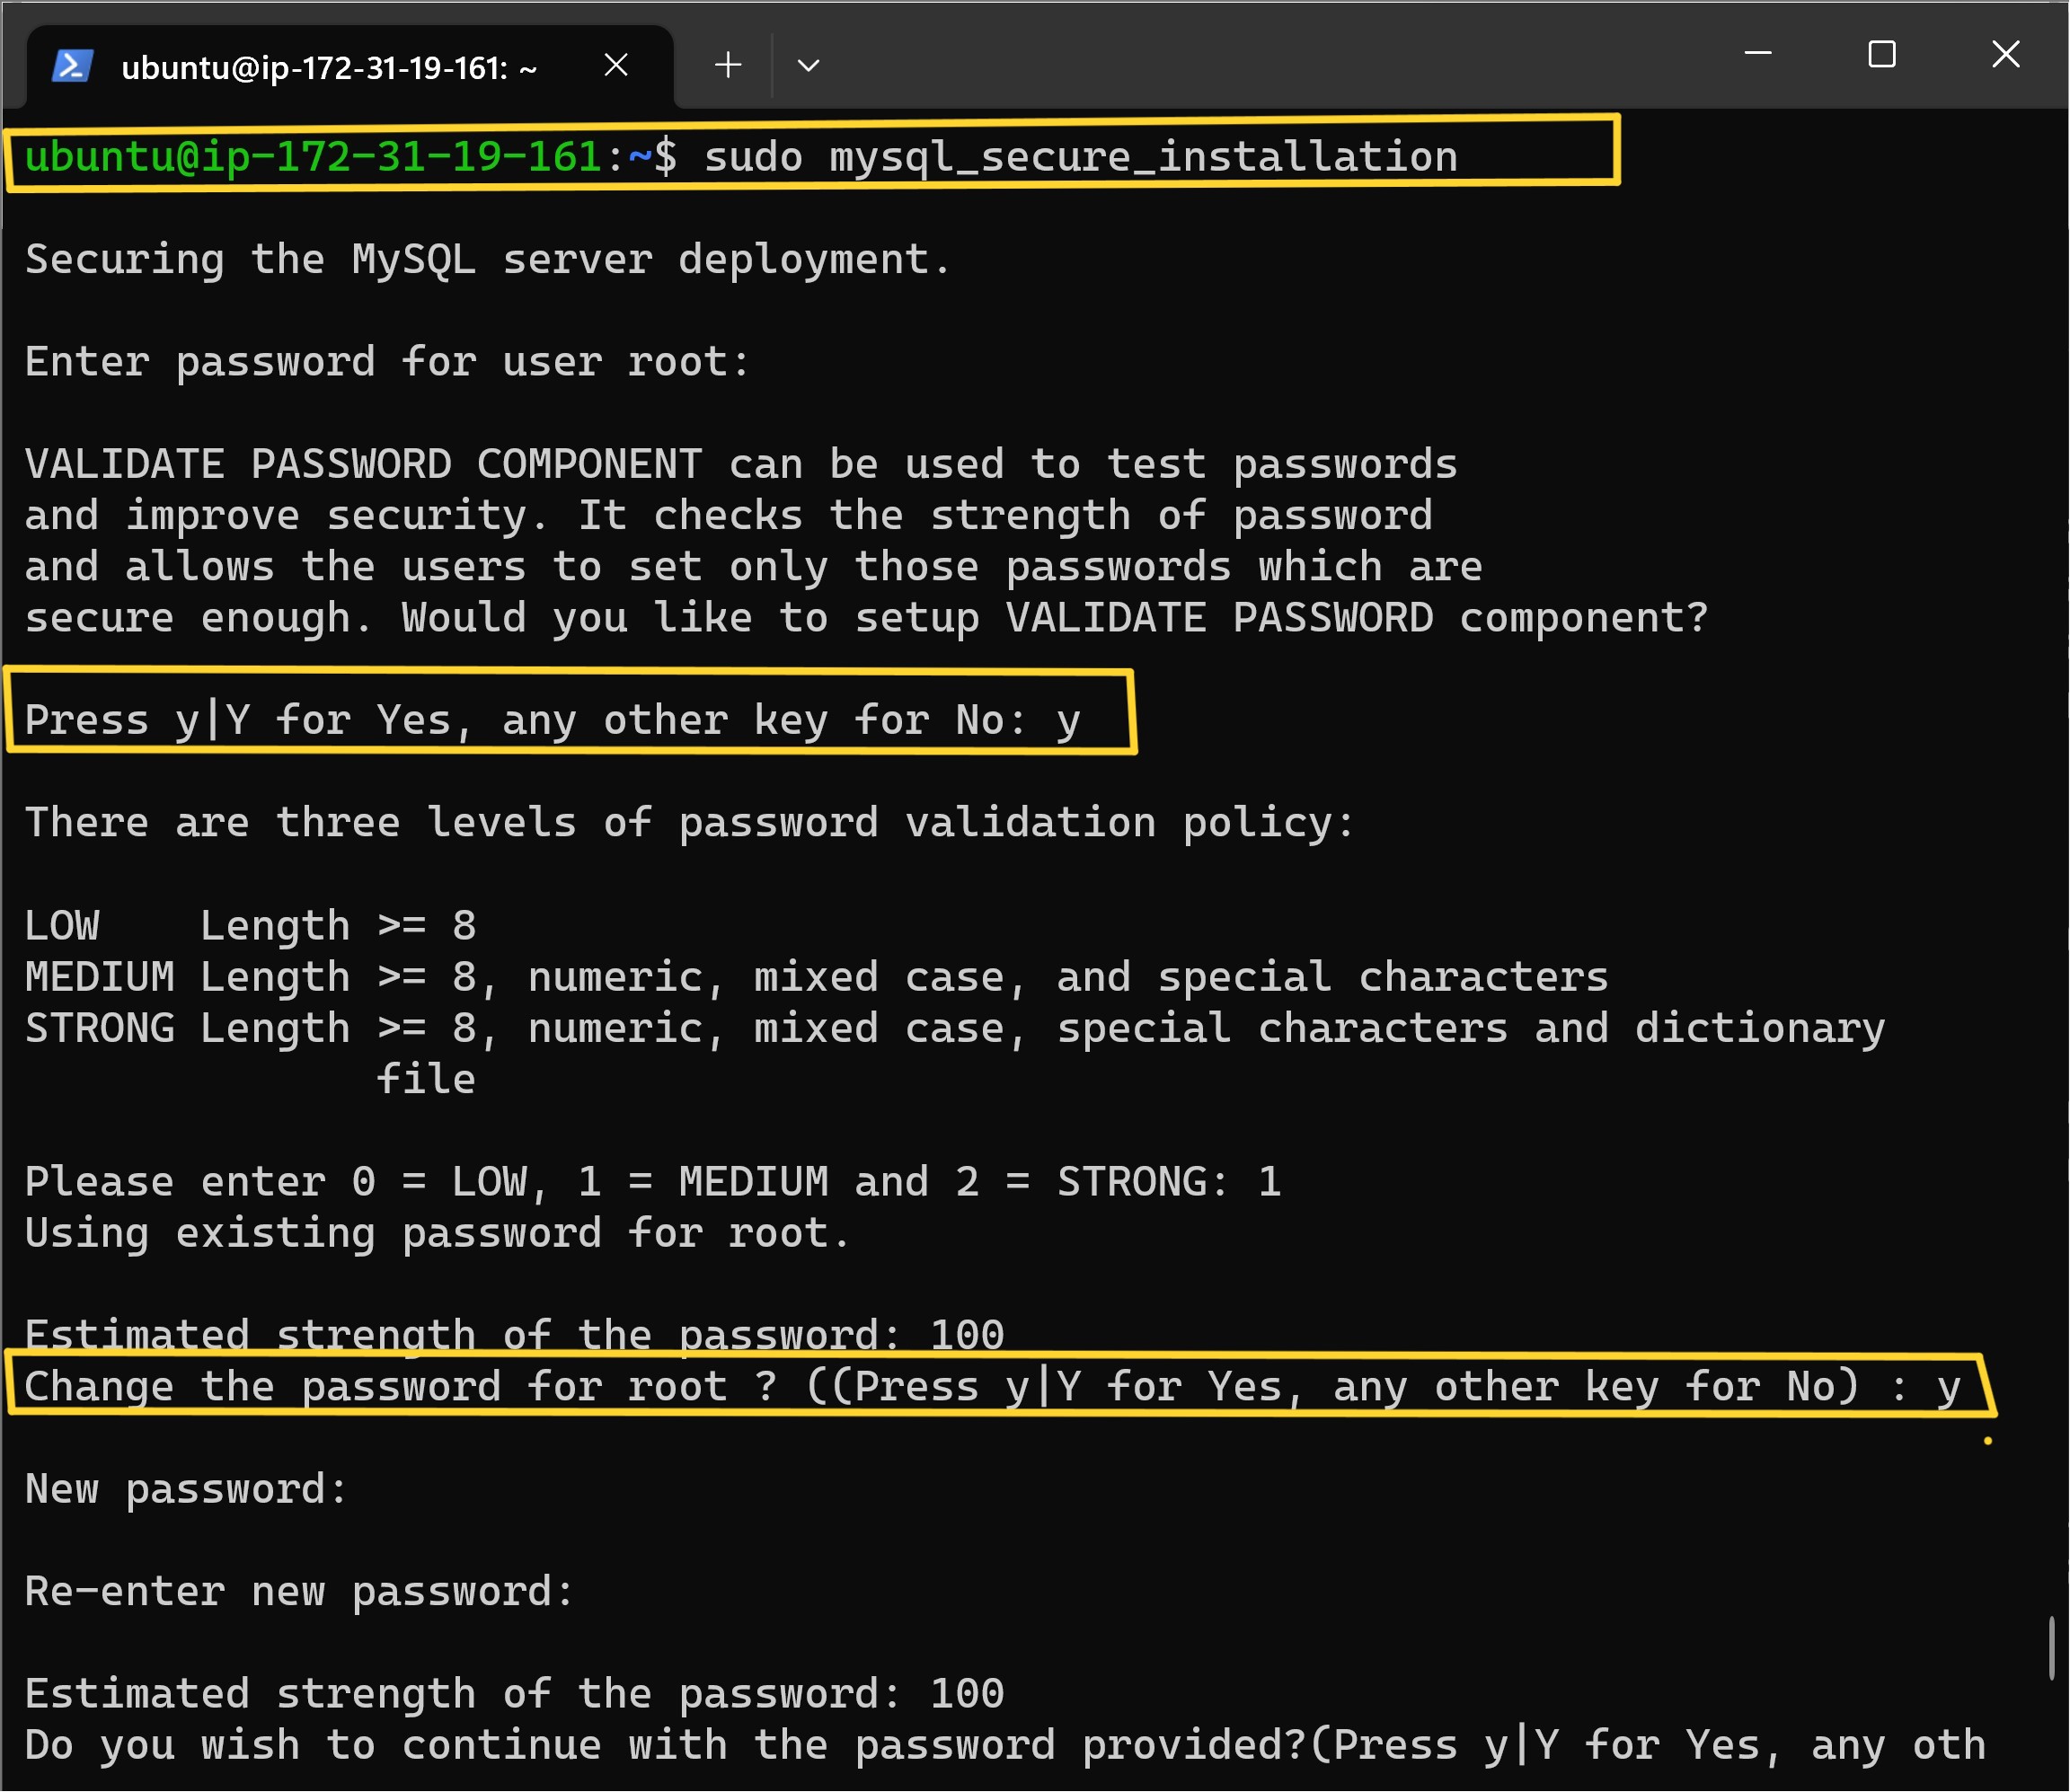 ubuntu@ip-172-31-19-161: ~
ubuntu@ip-172-31-19-161:~$ sudo mysql_secure_installation
Securing the MySQL server deployment.
Enter password for user root:
VALIDATE PASSWORD COMPONENT can be used to test passwords
and improve security. It checks the strength of password
and allows the users to set only those passwords which are
secure enough. Would you like to setup VALIDATE PASSWORD component?
Press y|Y for Yes, any other key for No: y
There are three levels of password validation policy:
LOW    Length >= 8
MEDIUM Length >= 8, numeric, mixed case, and special characters
STRONG Length >= 8, numeric, mixed case, special characters and dictionary
              file
Please enter 0 = LOW, 1 = MEDIUM and 2 = STRONG: 1
Using existing password for root.
Estimated strength of the password: 100
Change the password for root ? ((Press y|Y for Yes, any other key for No) : y
New password:
Re-enter new password:
Estimated strength of the password: 100
Do you wish to continue with the password provided?(Press y|Y for Yes, any oth